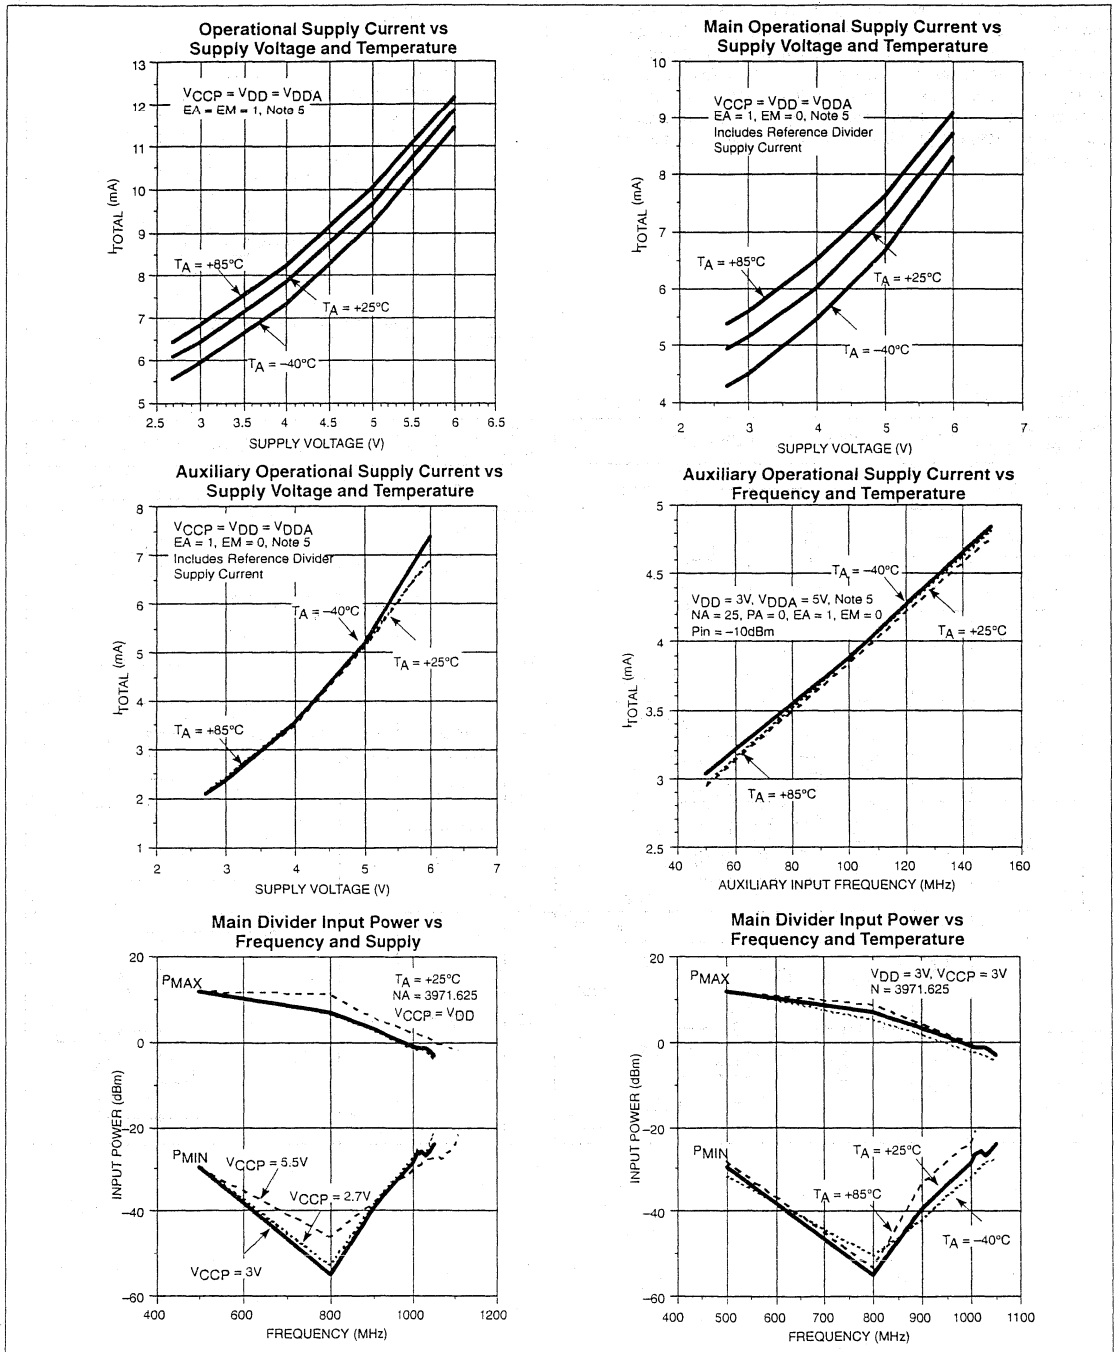 Operational Supply Current vs
Supply Voltage and Temperature
13
12
11
10
9
8
7
6
5
ITOTAL (mA)
VCCP = VDD = VDDA
EA = EM = 1, Note 5
TA = +85°C
TA = +25°C
TA = –40°C
2.5 3 3.5 4 4.5 5 5.5 6 6.5
SUPPLY VOLTAGE (V)
Main Operational Supply Current vs
Supply Voltage and Temperature
10
9
8
7
6
5
4
ITOTAL (mA)
VCCP = VDD = VDDA
EA = 1, EM = 0, Note 5
Includes Reference Divider
Supply Current
TA = +85°C
TA = +25°C
TA = –40°C
2 3 4 5 6 7
SUPPLY VOLTAGE (V)
Auxiliary Operational Supply Current vs
Supply Voltage and Temperature
8
7
6
5
4
3
2
1
ITOTAL (mA)
VCCP = VDD = VDDA
EA = 1, EM = 0, Note 5
Includes Reference Divider
Supply Current
TA = –40°C
TA = +25°C
TA = +85°C
2 3 4 5 6 7
SUPPLY VOLTAGE (V)
Auxiliary Operational Supply Current vs
Frequency and Temperature
5
4.5
4
3.5
3
2.5
ITOTAL (mA)
TA = –40°C
VDD = 3V, VDDA = 5V, Note 5
NA = 25, PA = 0, EA = 1, EM = 0
Pin = –10dBm
TA = +25°C
TA = +85°C
40 60 80 100 120 140 160
AUXILIARY INPUT FREQUENCY (MHz)
Main Divider Input Power vs
Frequency and Supply
20
0
–20
–40
–60
INPUT POWER (dBm)
PMAX
TA = +25°C
NA = 3971.625
VCCP = VDD
PMIN
VCCP = 5.5V
VCCP = 2.7V
VCCP = 3V
400 600 800 1000 1200
FREQUENCY (MHz)
Main Divider Input Power vs
Frequency and Temperature
20
0
–20
–40
–60
INPUT POWER (dBm)
PMAX
VDD = 3V, VCCP = 3V
N = 3971.625
PMIN
TA = +25°C
TA = +85°C
TA = –40°C
400 500 600 700 800 900 1000 1100
FREQUENCY (MHz)